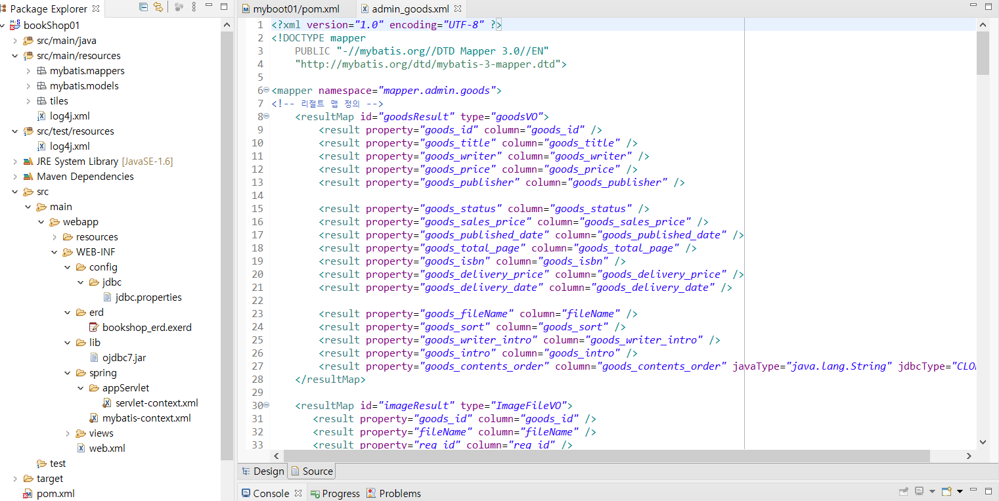 Package Explorer
bookShop01
src/main/java
src/main/resources
mybatis.mappers
mybatis.models
tiles
log4j.xml
src/test/resources
log4j.xml
JRE System Library [JavaSE-1.6]
Maven Dependencies
src
main
webapp
resources
WEB-INF
config
jdbc
jdbc.properties
erd
bookshop_erd.exerd
lib
ojdbc7.jar
spring
appServlet
servlet-context.xml
mybatis-context.xml
views
web.xml
test
target
pom.xml
myboot01/pom.xml admin_goods.xml
1 <?xml version="1.0" encoding="UTF-8" ?>
2 <!DOCTYPE mapper
3 PUBLIC "-//mybatis.org//DTD Mapper 3.0//EN"
4 "http://mybatis.org/dtd/mybatis-3-mapper.dtd">
5
6 <mapper namespace="mapper.admin.goods">
7 <!-- 리절트 맵 정의 -->
8 <resultMap id="goodsResult" type="goodsVO">
9 <result property="goods_id" column="goods_id" />
10 <result property="goods_title" column="goods_title" />
11 <result property="goods_writer" column="goods_writer" />
12 <result property="goods_price" column="goods_price" />
13 <result property="goods_publisher" column="goods_publisher" />
14
15 <result property="goods_status" column="goods_status" />
16 <result property="goods_sales_price" column="goods_sales_price" />
17 <result property="goods_published_date" column="goods_published_date" />
18 <result property="goods_total_page" column="goods_total_page" />
19 <result property="goods_isbn" column="goods_isbn" />
20 <result property="goods_delivery_price" column="goods_delivery_price" />
21 <result property="goods_delivery_date" column="goods_delivery_date" />
22
23 <result property="goods_fileName" column="fileName" />
24 <result property="goods_sort" column="goods_sort" />
25 <result property="goods_writer_intro" column="goods_writer_intro" />
26 <result property="goods_intro" column="goods_intro" />
27 <result property="goods_contents_order" column="goods_contents_order" javaType="java.lang.String" jdbcType="CLO
28 </resultMap>
29
30 <resultMap id="imageResult" type="ImageFileVO">
31 <result property="goods_id" column="goods_id" />
32 <result property="fileName" column="fileName" />
33 <result property="reg_id" column="reg_id" />
Design Source
Console Progress Problems